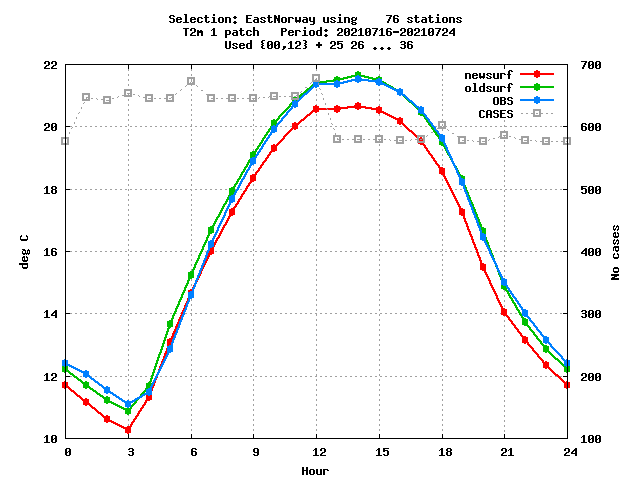 Selection: EastNorway using    76 stations
T2m 1 patch   Period: 20210716-20210724
Used {00,12} + 25 26 ... 36
22
20
18
16
14
12
10
700
600
500
400
300
200
100
newsurf
oldsurf
OBS
CASES
deg C
No cases
0
3
6
9
12
15
18
21
24
Hour